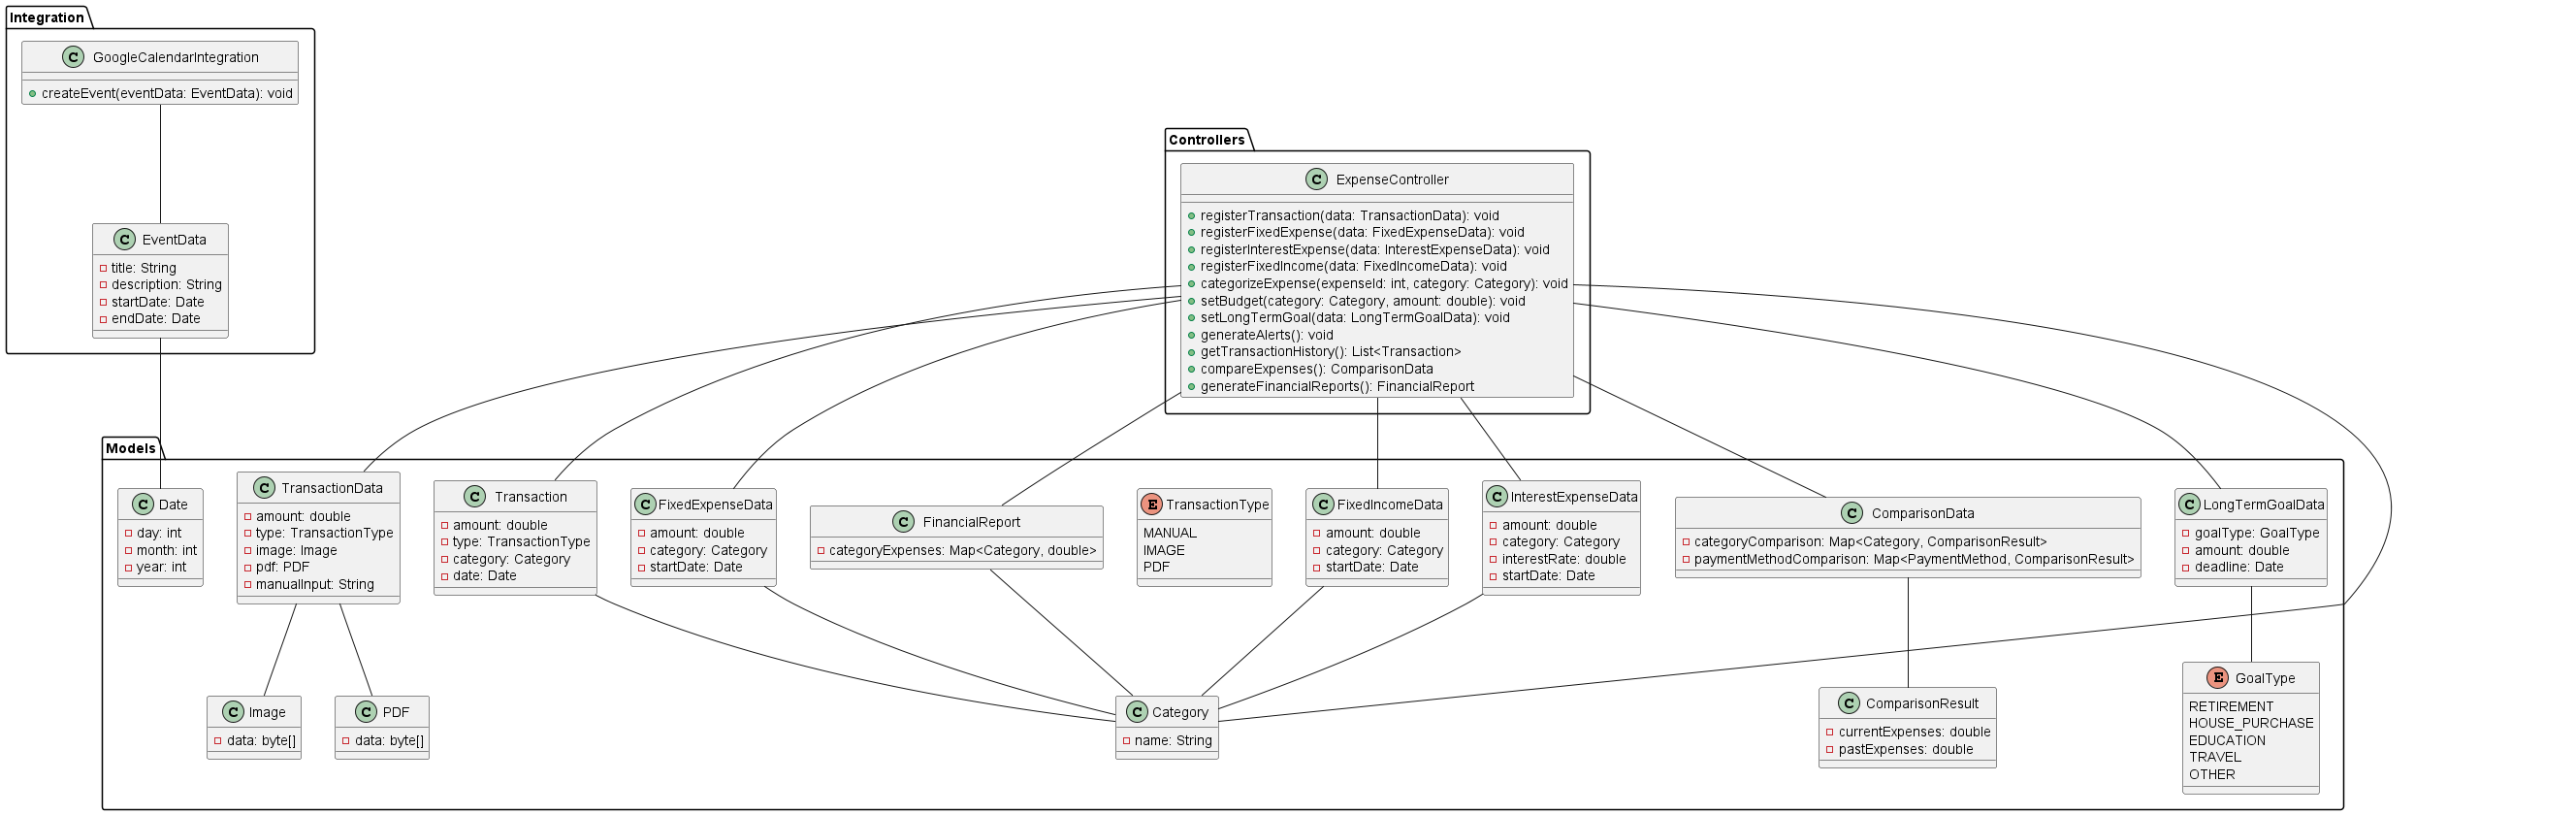 Integration
C GoogleCalendarIntegration
createEvent(eventData: EventData): void
C EventData
title: String
description: String
startDate: Date
endDate: Date
Controllers
C ExpenseController
registerTransaction(data: TransactionData): void
registerFixedExpense(data: FixedExpenseData): void
registerInterestExpense(data: InterestExpenseData): void
registerFixedIncome(data: FixedIncomeData): void
categorizeExpense(expenseId: int, category: Category): void
setBudget(category: Category, amount: double): void
setLongTermGoal(data: LongTermGoalData): void
generateAlerts(): void
getTransactionHistory(): List<Transaction>
compareExpenses(): ComparisonData
generateFinancialReports(): FinancialReport
Models
C Date
day: int
month: int
year: int
C TransactionData
amount: double
type: TransactionType
image: Image
pdf: PDF
manualInput: String
C Transaction
amount: double
type: TransactionType
category: Category
date: Date
C FixedExpenseData
amount: double
category: Category
startDate: Date
C FinancialReport
categoryExpenses: Map<Category, double>
E TransactionType
MANUAL
IMAGE
PDF
C FixedIncomeData
amount: double
category: Category
startDate: Date
C InterestExpenseData
amount: double
category: Category
interestRate: double
startDate: Date
C ComparisonData
categoryComparison: Map<Category, ComparisonResult>
paymentMethodComparison: Map<PaymentMethod, ComparisonResult>
C LongTermGoalData
goalType: GoalType
amount: double
deadline: Date
C Image
data: byte[]
C PDF
data: byte[]
C Category
name: String
C ComparisonResult
currentExpenses: double
pastExpenses: double
E GoalType
RETIREMENT
HOUSE_PURCHASE
EDUCATION
TRAVEL
OTHER